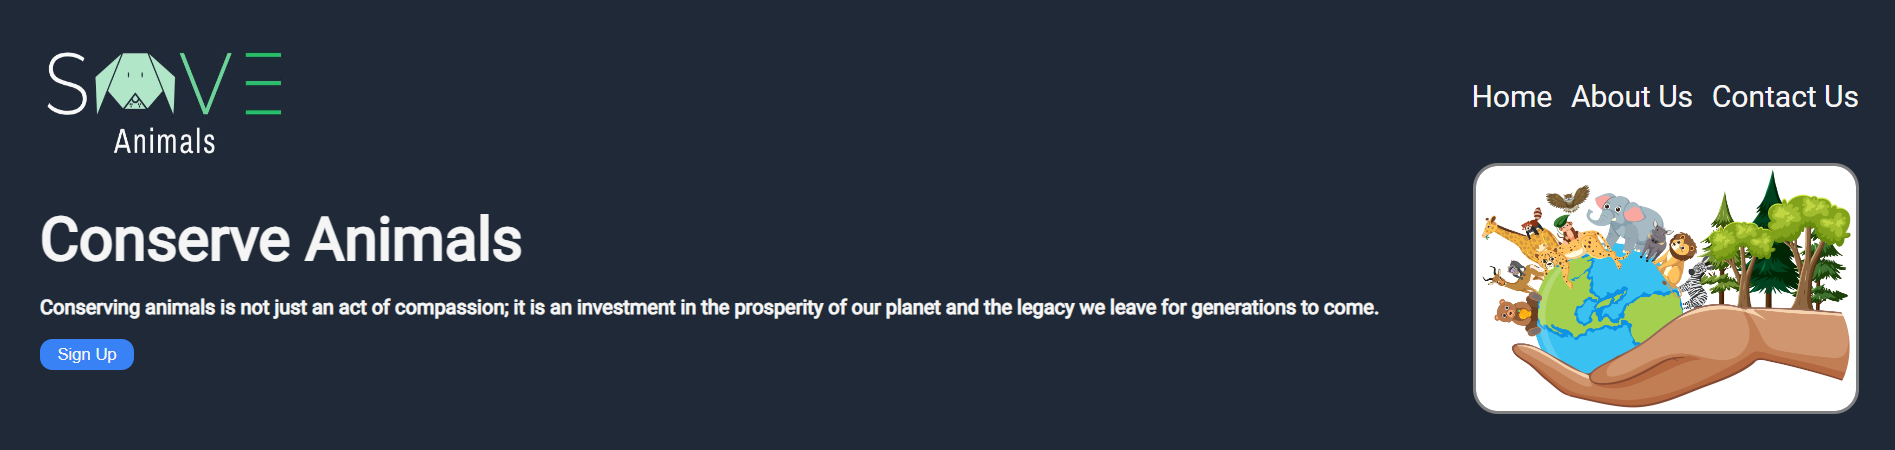 SAVE
Animals
Home About Us Contact Us
Conserve Animals
Conserving animals is not just an act of compassion; it is an investment in the prosperity of our planet and the legacy we leave for generations to come.
Sign Up